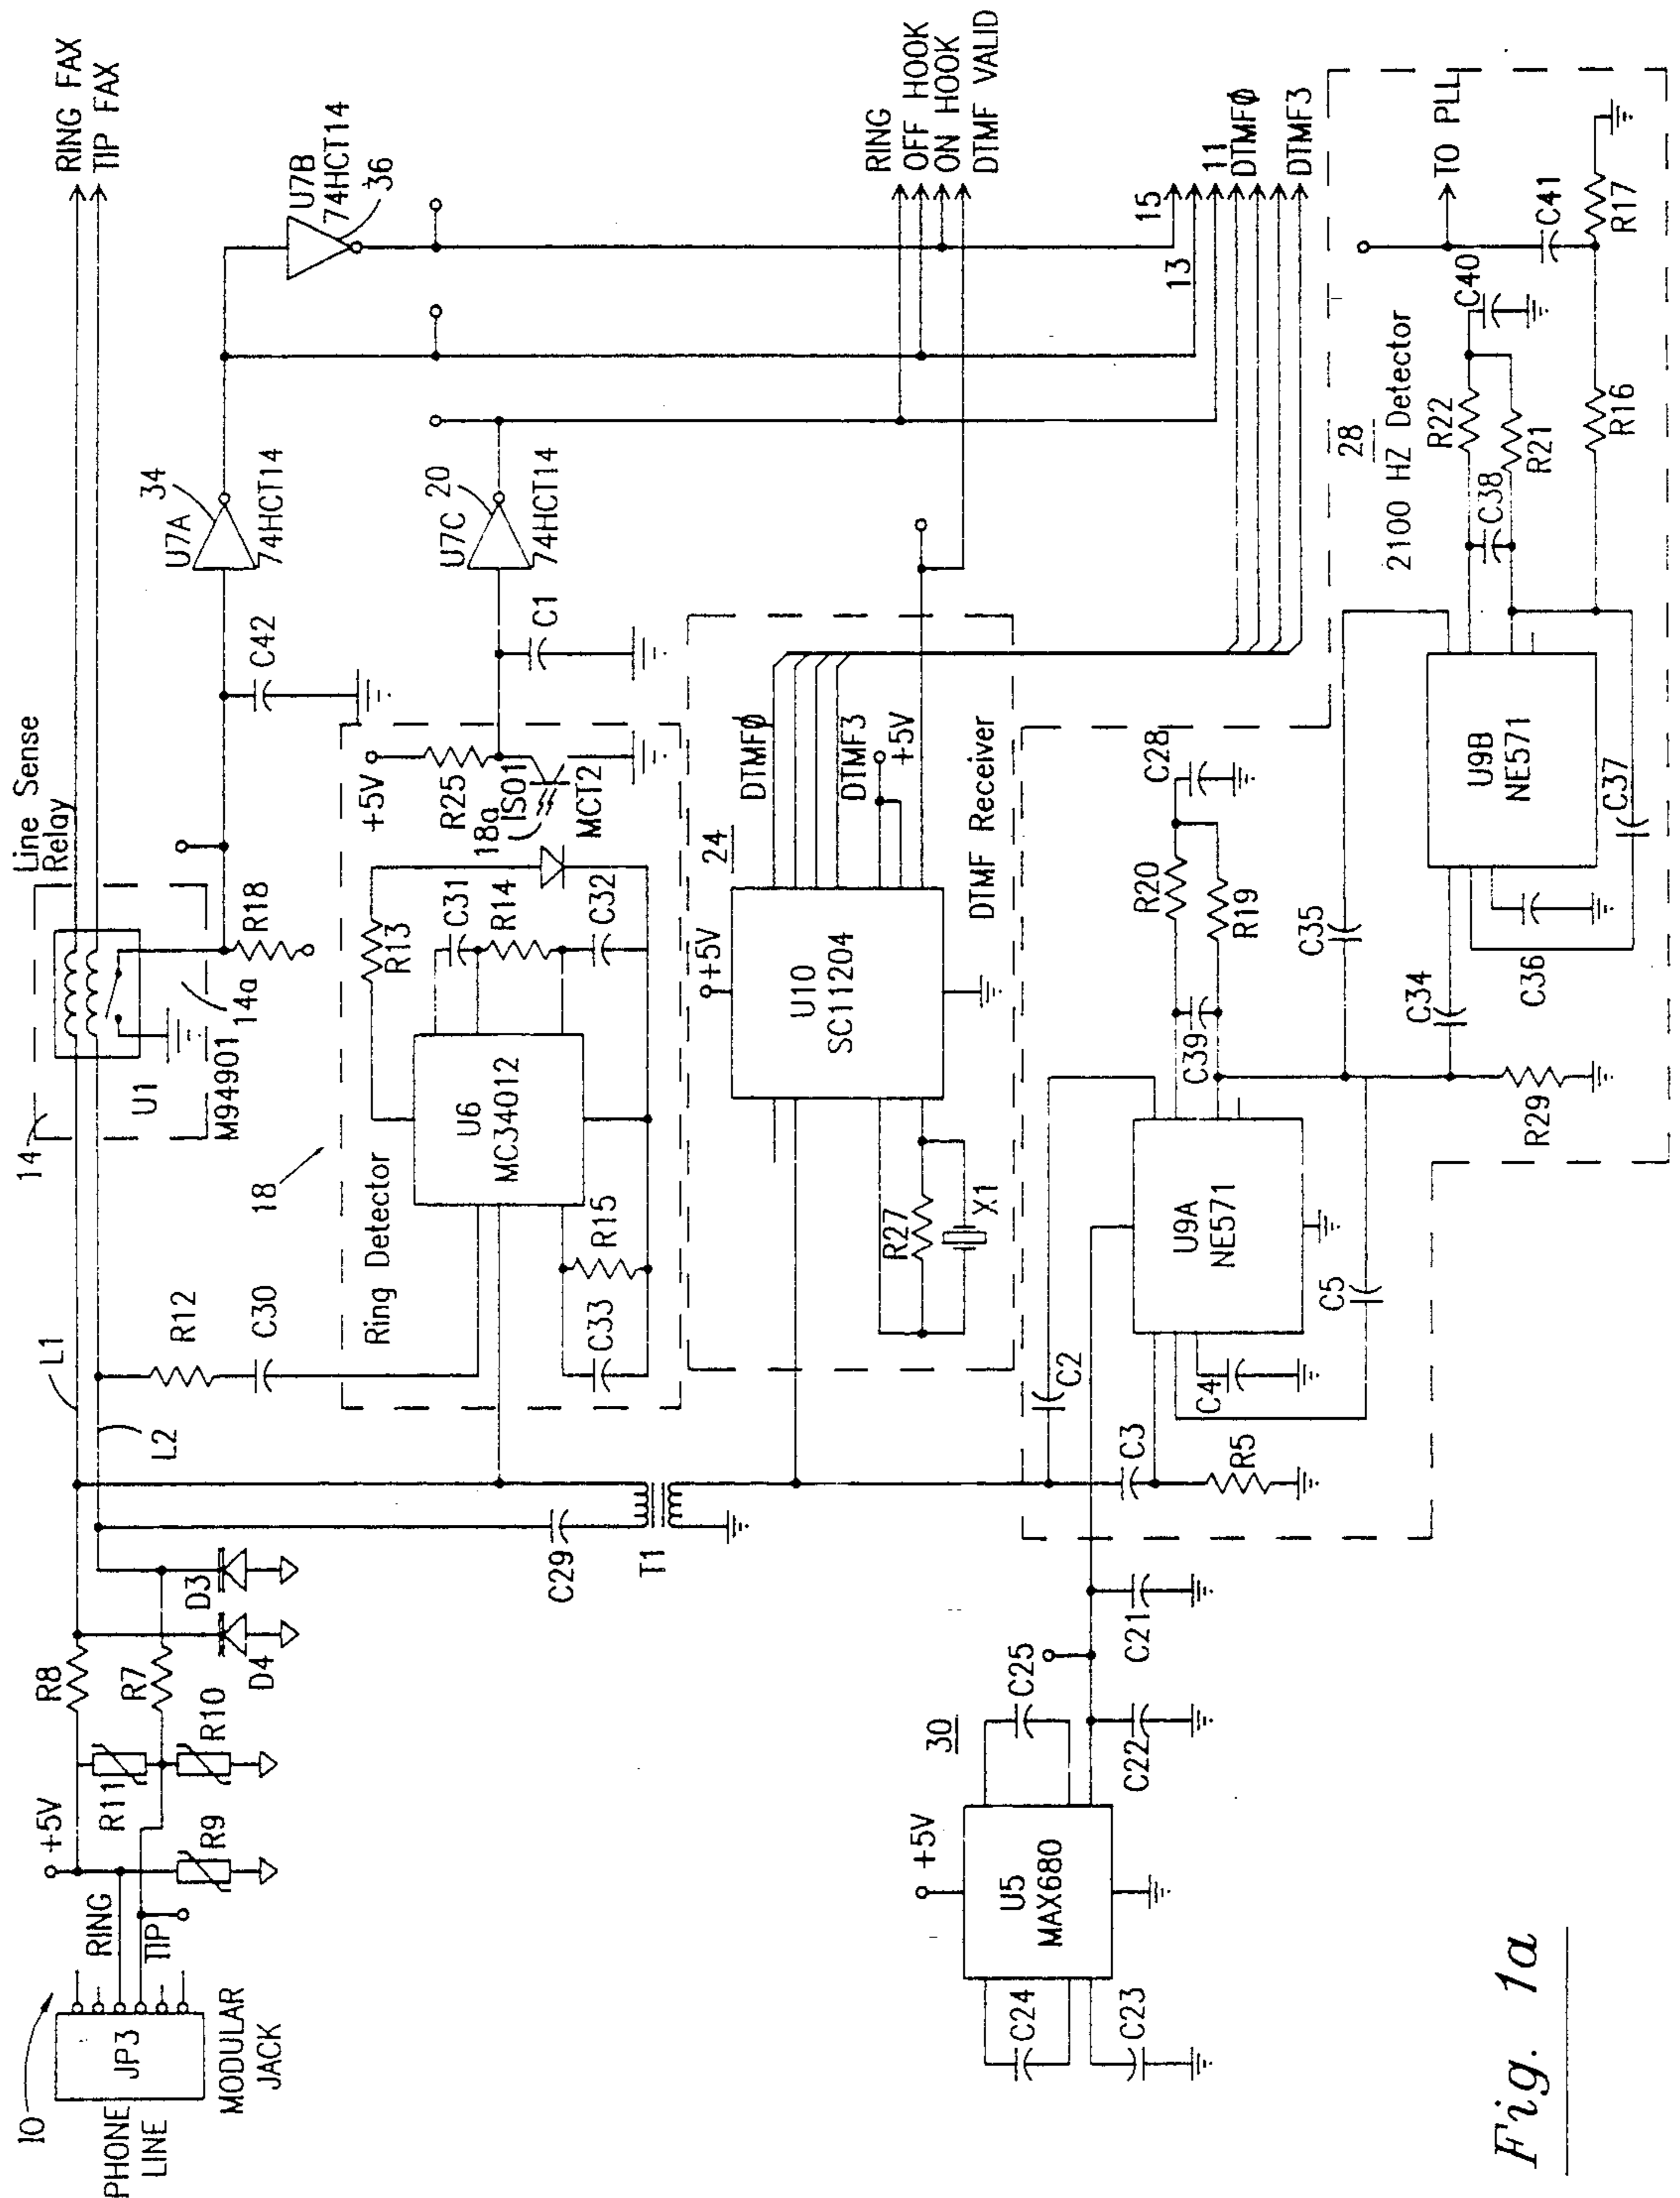 10
PHONE
LINE
JP3
MODULAR
JACK
RING
TIP
+5V
R9
R11
R10
R8
R7
D4
D3
L1
L2
R12
C30
C29
T1
14
Line Sense
Relay
U1
M94901
14a
R18
C42
U7A
34
74HCT14
U7B
74HCT14
36
RING FAX
TIP FAX
18
Ring Detector
U6
MC34012
R13
C31
R14
C32
R15
C33
+5V
R25
18a
ISO1
MCT2
C1
U7C
20
74HCT14
RING
OFF HOOK
ON HOOK
DTMF VALID
15
13
11
DTMFØ
DTMF3
24
+5V
U10
SC11204
DTMFØ
DTMF3
+5V
DTMF Receiver
R27
X1
30
+5V
U5
MAX680
C24
C23
C25
C22
C21
C2
C3
R5
U9A
NE571
C4
C5
C39
R20
R19
C28
R29
C35
C34
U9B
NE571
C36
C37
C38
R22
R21
C40
28
2100 HZ Detector
TO PLL
C41
R16
R17
Fig. 1a